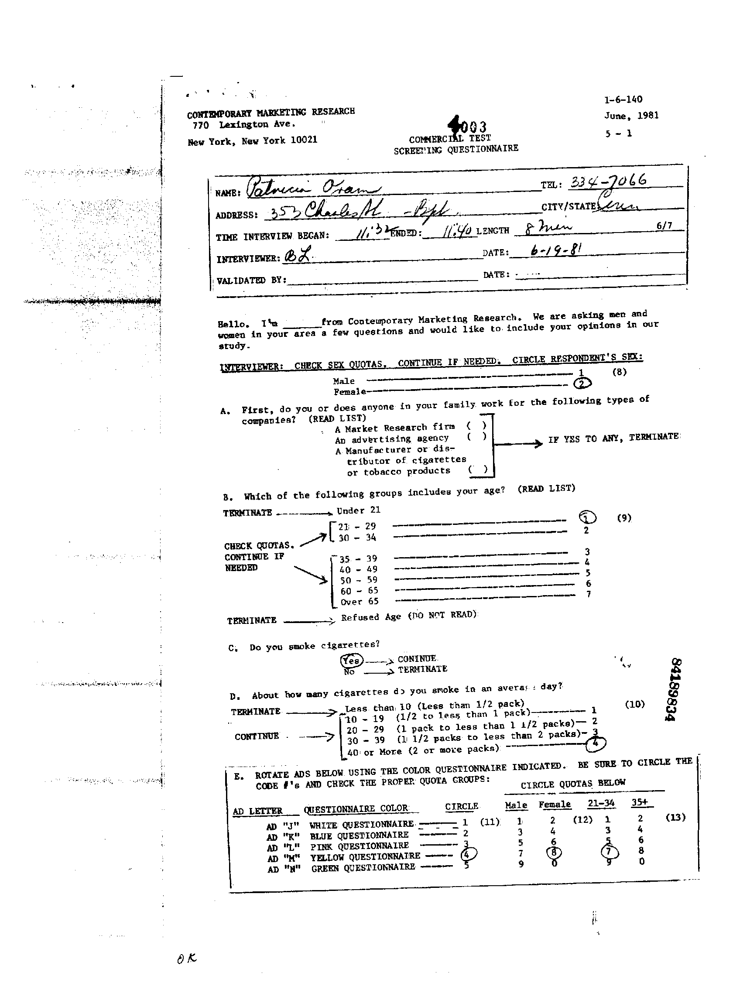 1-6-140
CONTEMPORARY MARKETING RESEARCH
June, 1981
770 Lexington Ave.
4003
5 - 1
New York, New York 10021
COMMERCIAL TEST
SCREENING QUESTIONNAIRE
NAME: Patricia Oram TEL: 334-7066
ADDRESS: 353 Charles St - Bpt. CITY/STATE
TIME INTERVIEW BEGAN: 11:32 ENDED: 11:40 LENGTH 8 Min 6/7
INTERVIEWER: BL. DATE: 6-19-81
VALIDATED BY: DATE:
Hello. I'm ______from Contemporary Marketing Research. We are asking men and
women in your area a few questions and would like to include your opinions in our
study.
INTERVIEWER: CHECK SEX QUOTAS, CONTINUE IF NEEDED. CIRCLE RESPONDENT'S SEX:
Male 1 (8)
Female 2
A. First, do you or does anyone in your family work for the following types of
companies? (READ LIST)
A Market Research firm ( )
An advertising agency ( ) IF YES TO ANY, TERMINATE
A Manufacturer or dis-
tributor of cigarettes
or tobacco products ( )
B. Which of the following groups includes your age? (READ LIST)
TERMINATE Under 21
21 - 29 1 (9)
30 - 34 2
CHECK QUOTAS.
CONTINUE IF 35 - 39 3
NEEDED 40 - 49 4
50 - 59 5
60 - 65 6
Over 65 7
TERMINATE Refused Age (DO NOT READ)
C. Do you smoke cigarettes?
Yes CONINUE
No TERMINATE
D. About how many cigarettes do you smoke in an average day?
TERMINATE Less than 10 (Less than 1/2 pack)
10 - 19 (1/2 to less than 1 pack) 1 (10)
20 - 29 (1 pack to less than 1 1/2 packs) 2
CONTINUE 30 - 39 (1 1/2 packs to less than 2 packs) 3
40 or More (2 or more packs) 4
84189834
E. ROTATE ADS BELOW USING THE COLOR QUESTIONNAIRE INDICATED. BE SURE TO CIRCLE THE
CODE #'s AND CHECK THE PROPER QUOTA GROUPS:
CIRCLE QUOTAS BELOW
AD LETTER QUESTIONNAIRE COLOR CIRCLE Male Female 21-34 35+
AD "J" WHITE QUESTIONNAIRE 1 (11) 1 2 (12) 1 2 (13)
AD "K" BLUE QUESTIONNAIRE 2 3 4 3 4
AD "L" PINK QUESTIONNAIRE 3 5 6 5 6
AD "M" YELLOW QUESTIONNAIRE 4 7 8 7 8
AD "N" GREEN QUESTIONNAIRE 5 9 0 9 0
OK